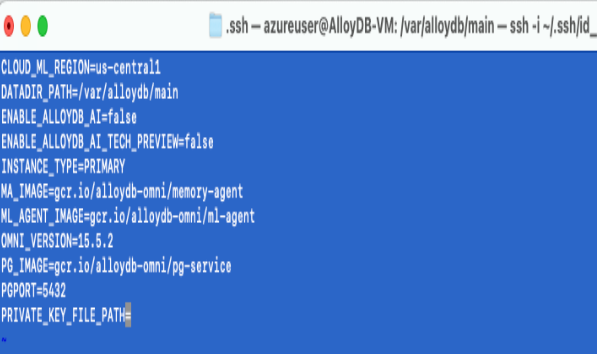 .ssh — azureuser@AlloyDB-VM: /var/alloydb/main — ssh -i ~/.ssh/id_
CLOUD_ML_REGION=us-central1
DATADIR_PATH=/var/alloydb/main
ENABLE_ALLOYDB_AI=false
ENABLE_ALLOYDB_AI_TECH_PREVIEW=false
INSTANCE_TYPE=PRIMARY
MA_IMAGE=gcr.io/alloydb-omni/memory-agent
ML_AGENT_IMAGE=gcr.io/alloydb-omni/ml-agent
OMNI_VERSION=15.5.2
PG_IMAGE=gcr.io/alloydb-omni/pg-service
PGPORT=5432
PRIVATE_KEY_FILE_PATH=
~